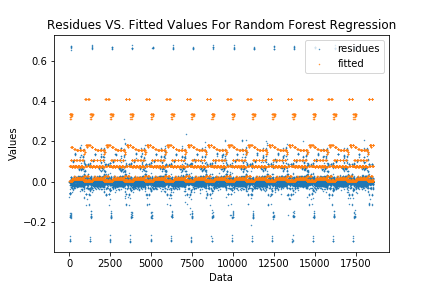 Residues VS. Fitted Values For Random Forest Regression
residues
fitted
0.6
0.4
0.2
0.0
−0.2
Values
0 2500 5000 7500 10000 12500 15000 17500
Data